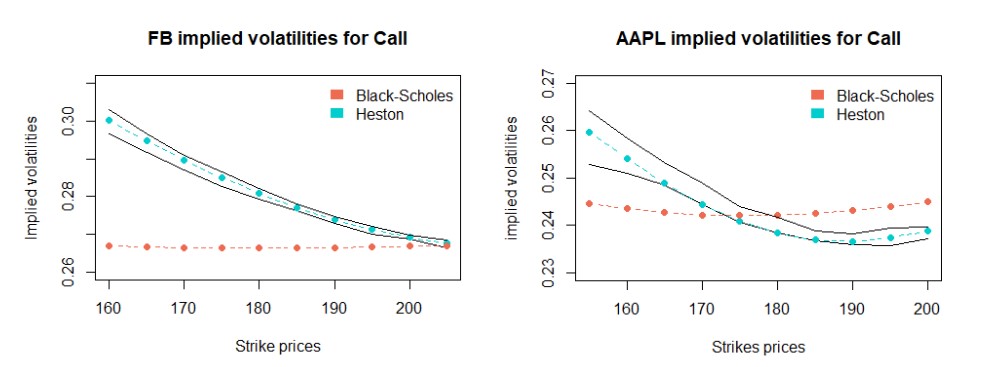 FB implied volatilities for Call
Implied volatilities
0.30
0.28
0.26
Black-Scholes
Heston
160 170 180 190 200
Strike prices
AAPL implied volatilities for Call
implied volatilities
0.27
0.26
0.25
0.24
0.23
Black-Scholes
Heston
160 170 180 190 200
Strikes prices